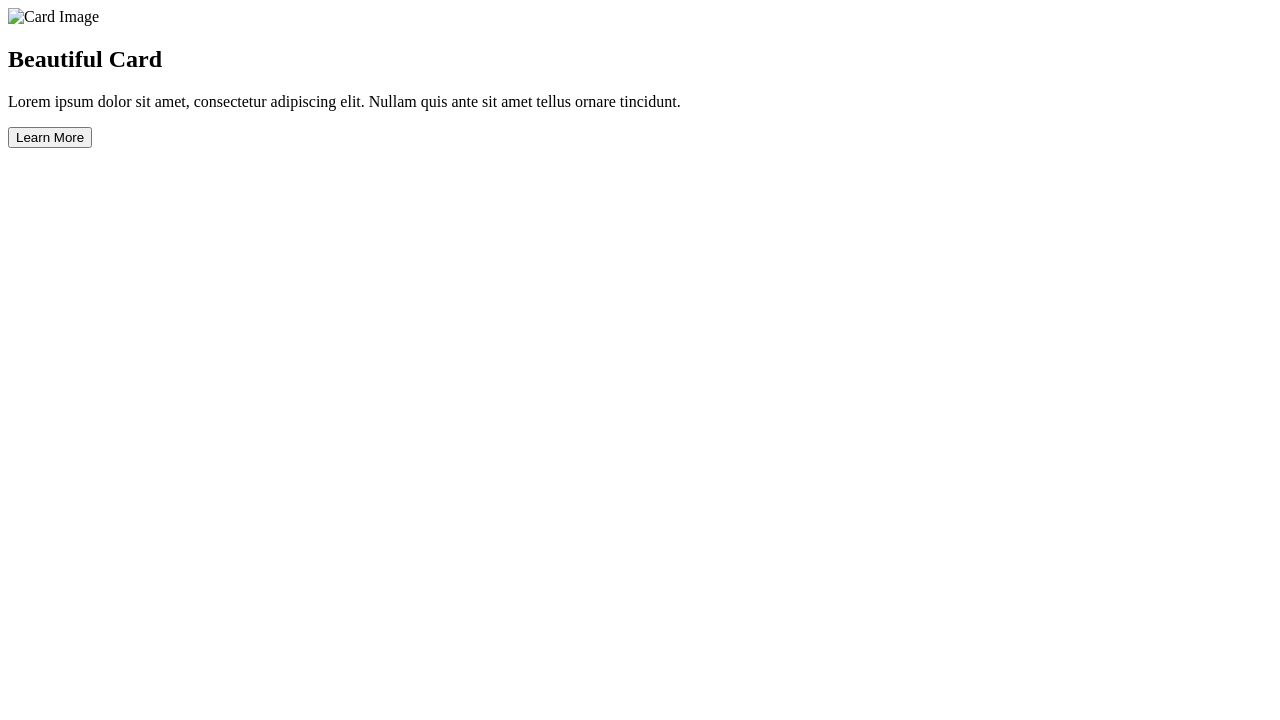 Card Image
Beautiful Card
Lorem ipsum dolor sit amet, consectetur adipiscing elit. Nullam quis ante sit amet tellus ornare tincidunt.
Learn More